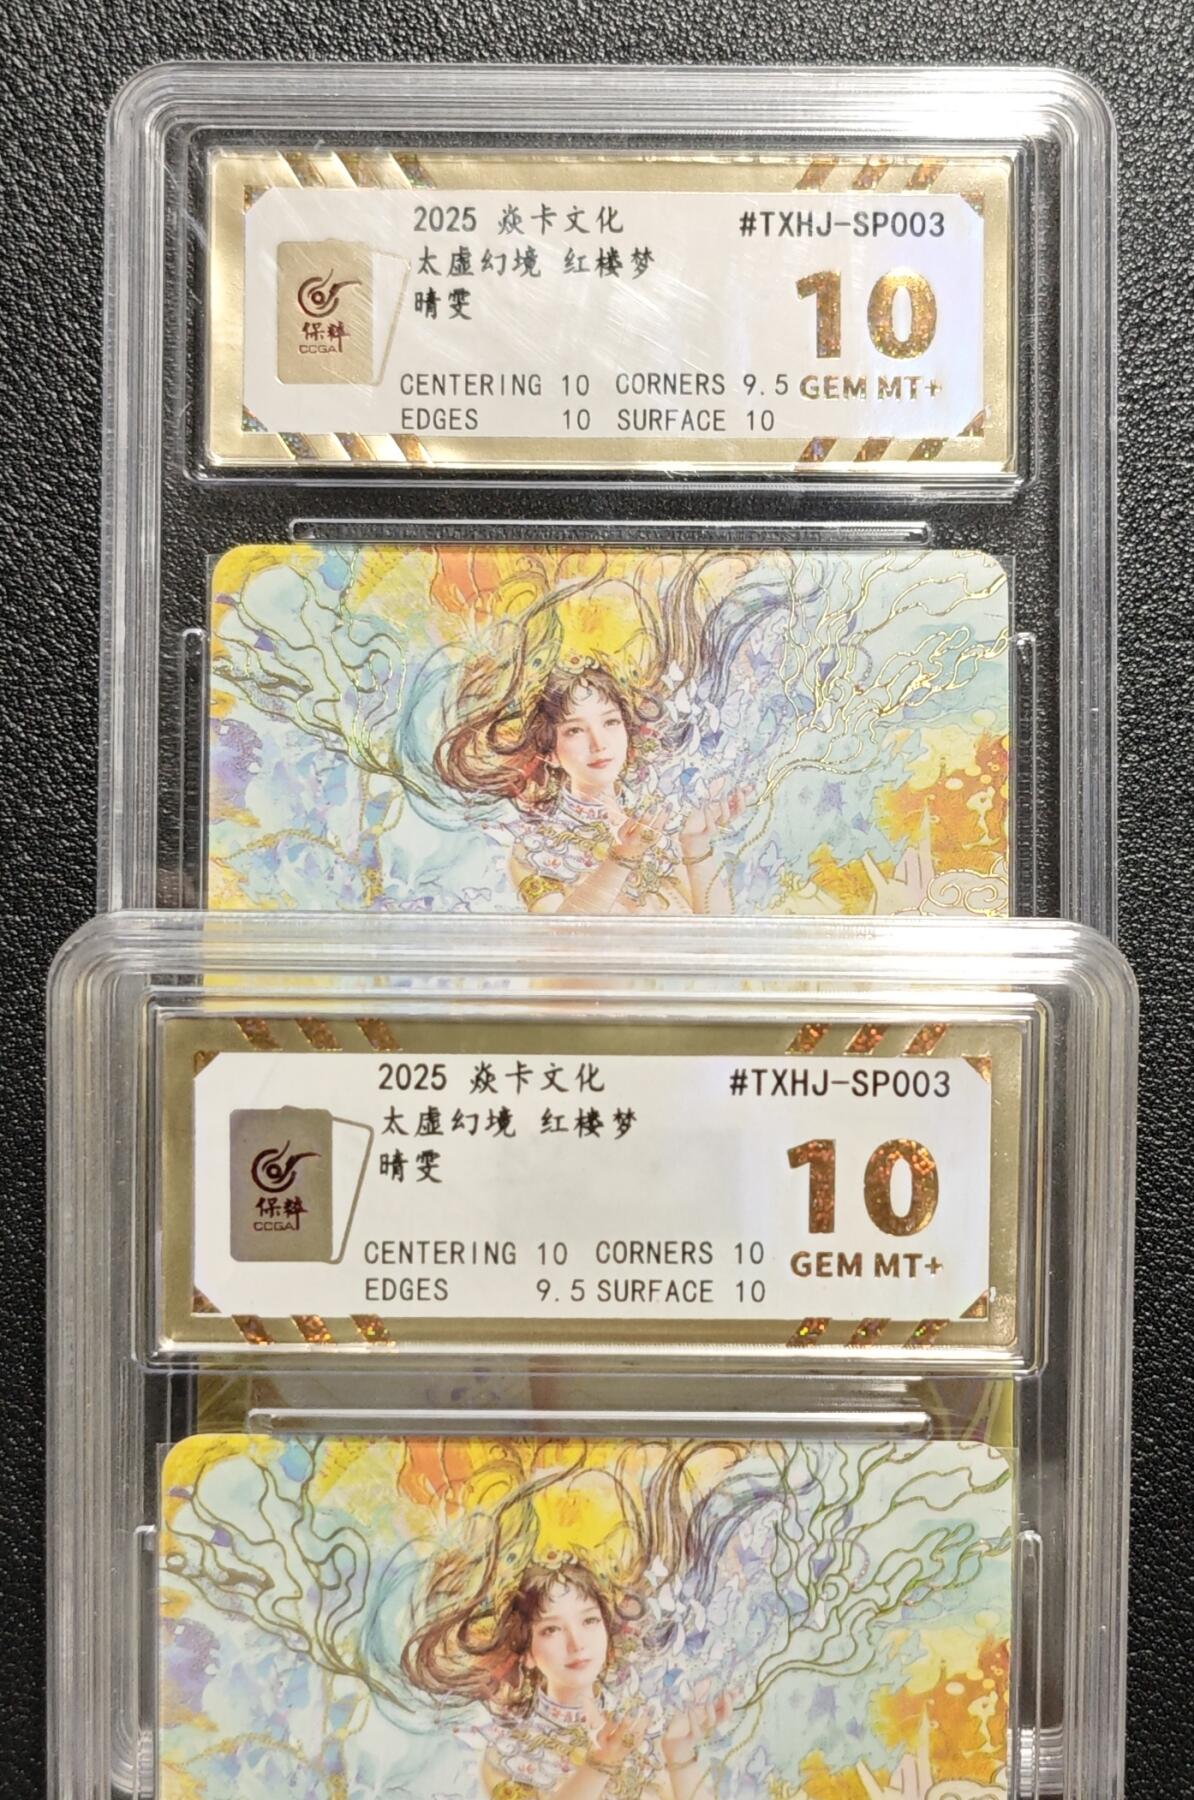 2025 焱卡文化 #TXHJ-SP003
太虚幻境 红楼梦
晴雯
10
保粹
CCGA
CENTERING 10 CORNERS 9.5 GEM MT+
EDGES 10 SURFACE 10
2025 焱卡文化 #TXHJ-SP003
太虚幻境 红楼梦
晴雯
10
保粹
CCGA
CENTERING 10 CORNERS 10 GEM MT+
EDGES 9.5 SURFACE 10